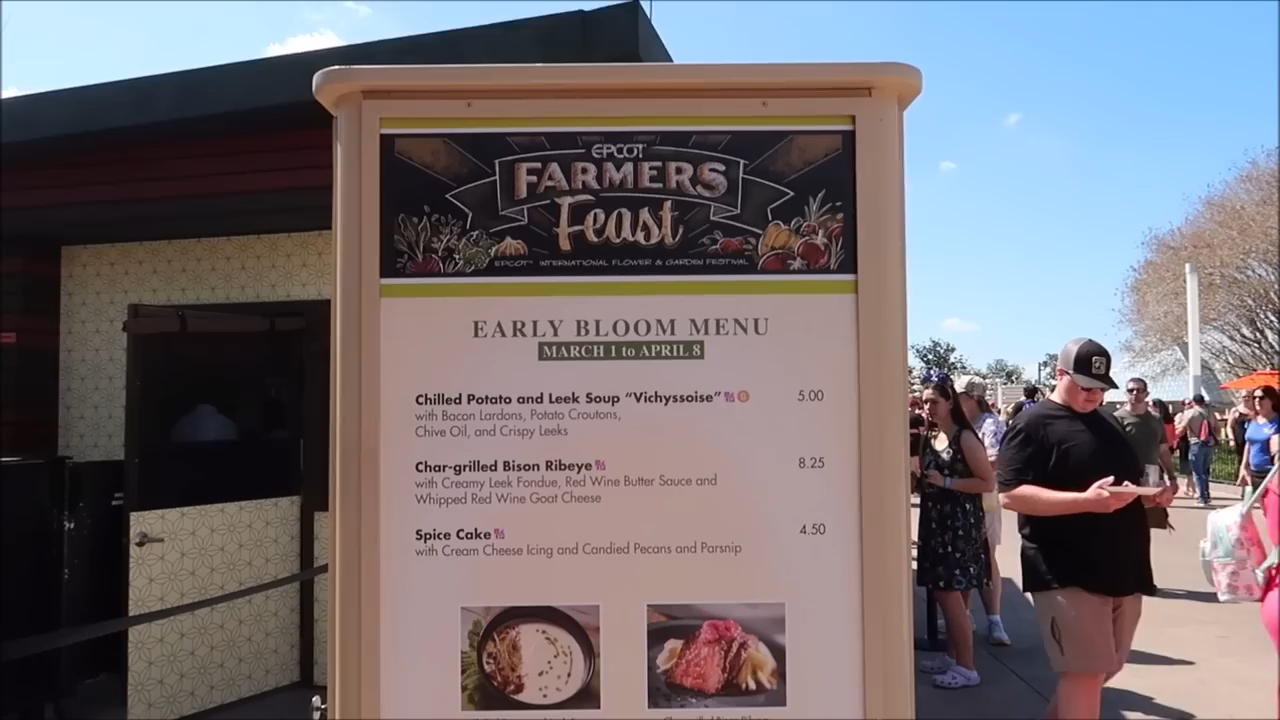 EPCOT
FARMERS
Feast
EPCOT® INTERNATIONAL FLOWER & GARDEN FESTIVAL
EARLY BLOOM MENU
MARCH 1 to APRIL 8
Chilled Potato and Leek Soup “Vichyssoise” 5.00
with Bacon Lardons, Potato Croutons,
Chive Oil, and Crispy Leeks
Char-grilled Bison Ribeye 8.25
with Creamy Leek Fondue, Red Wine Butter Sauce and
Whipped Red Wine Goat Cheese
Spice Cake 4.50
with Cream Cheese Icing and Candied Pecans and Parsnip